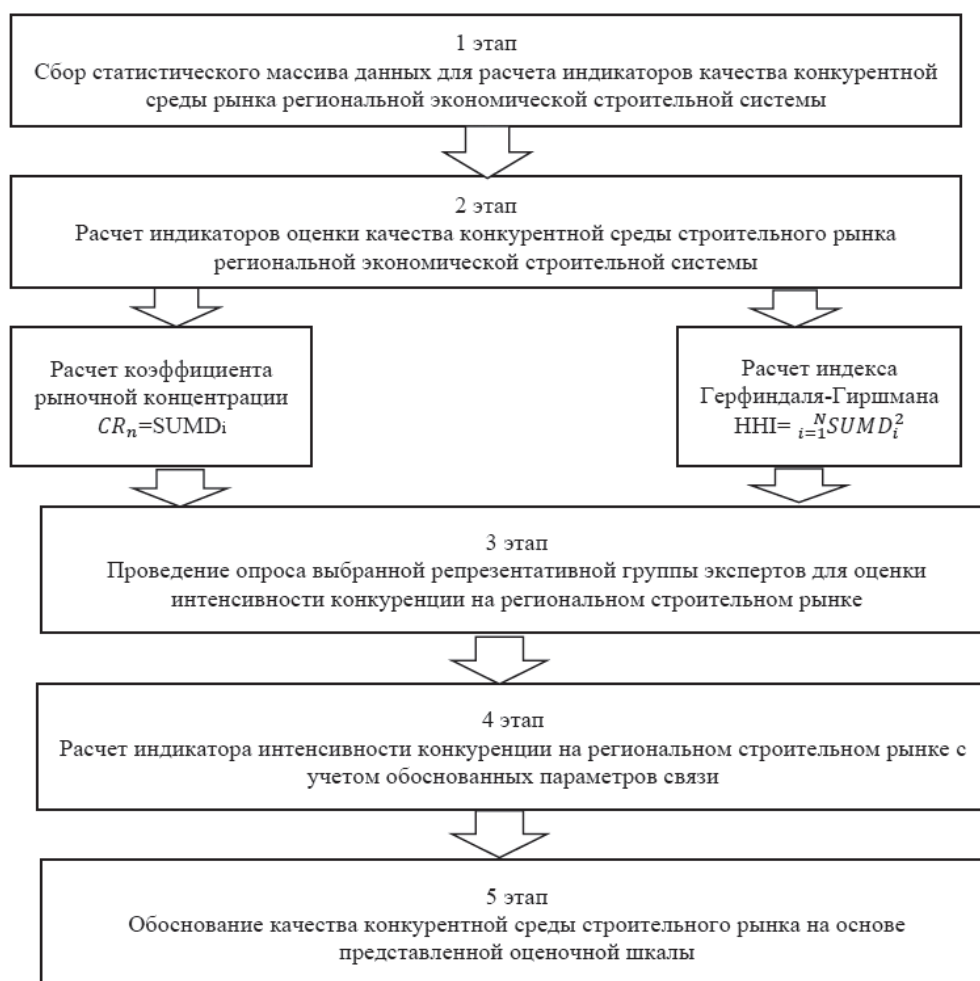 1 этап
Сбор статистического массива данных для расчета индикаторов качества конкурентной
среды рынка региональной экономической строительной системы
2 этап
Расчет индикаторов оценки качества конкурентной среды строительного рынка
региональной экономической строительной системы
Расчет коэффициента
рыночной концентрации
CRₙ=SUMDi
Расчет индекса
Герфиндаля-Гиршмана
HHI= ᵢ₌₁ᴺSUMDᵢ²
3 этап
Проведение опроса выбранной репрезентативной группы экспертов для оценки
интенсивности конкуренции на региональном строительном рынке
4 этап
Расчет индикатора интенсивности конкуренции на региональном строительном рынке с
учетом обоснованных параметров связи
5 этап
Обоснование качества конкурентной среды строительного рынка на основе
представленной оценочной шкалы